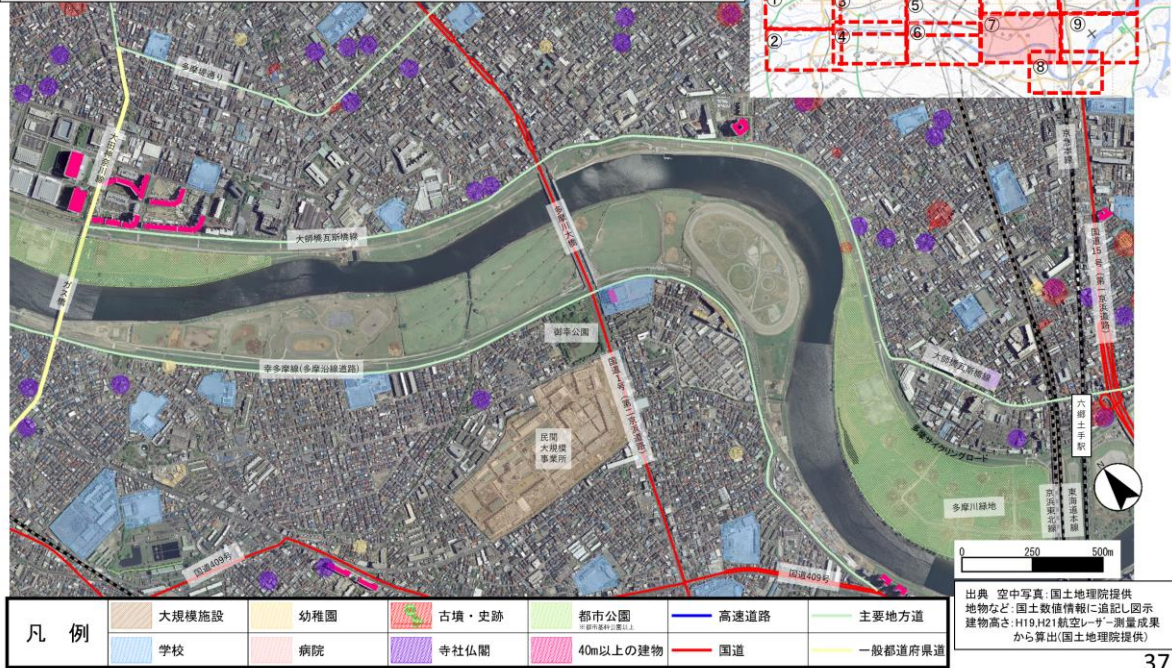 ①
③
⑤
⑦
⑨
②
④
⑥
⑧
多摩堤通り
大師橋瓦斯橋線
ガス橋
多摩川大橋
幸多摩線(多摩沿線道路)
御幸公園
国道1号(第二京浜道路)
民間
大規模
事業所
京急本線
国道15号(第一京浜道路)
大師橋瓦斯橋線
六郷土手駅
多摩サイクリングロード
多摩川緑地
京浜東北線
東海道本線
N
国道409号
国道409号
0 250 500m
凡 例
大規模施設
幼稚園
古墳・史跡
都市公園
高速道路
主要地方道
学校
病院
寺社仏閣
40m以上の建物
国道
一般都道府県道
出典 空中写真:国土地理院提供
地物など:国土数値情報に追記し図示
建物高さ:H19,H21航空レーザー測量成果
から算出(国土地理院提供)
37